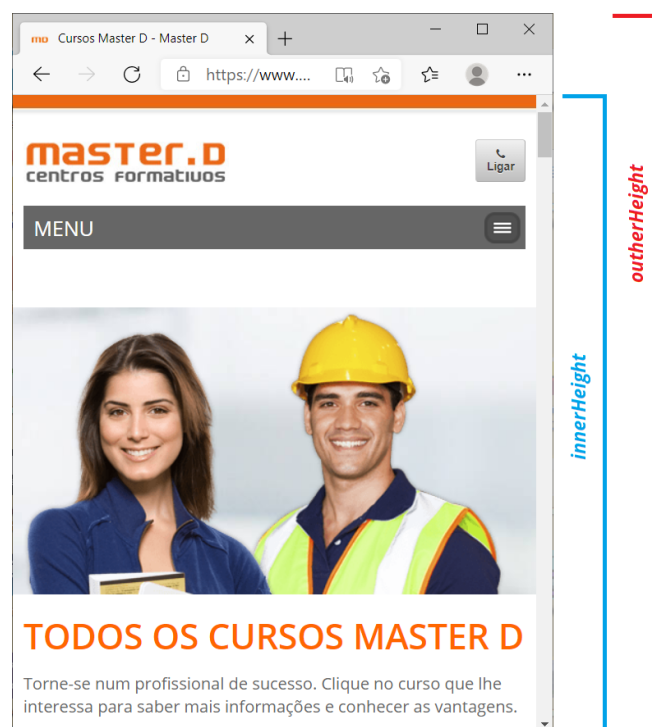 mD Cursos Master D - Master D
https://www....
master.D
centros formativos
Ligar
MENU
TODOS OS CURSOS MASTER D
Torne-se num profissional de sucesso. Clique no curso que lhe
interessa para saber mais informações e conhecer as vantagens.
innerHeight
outherHeight